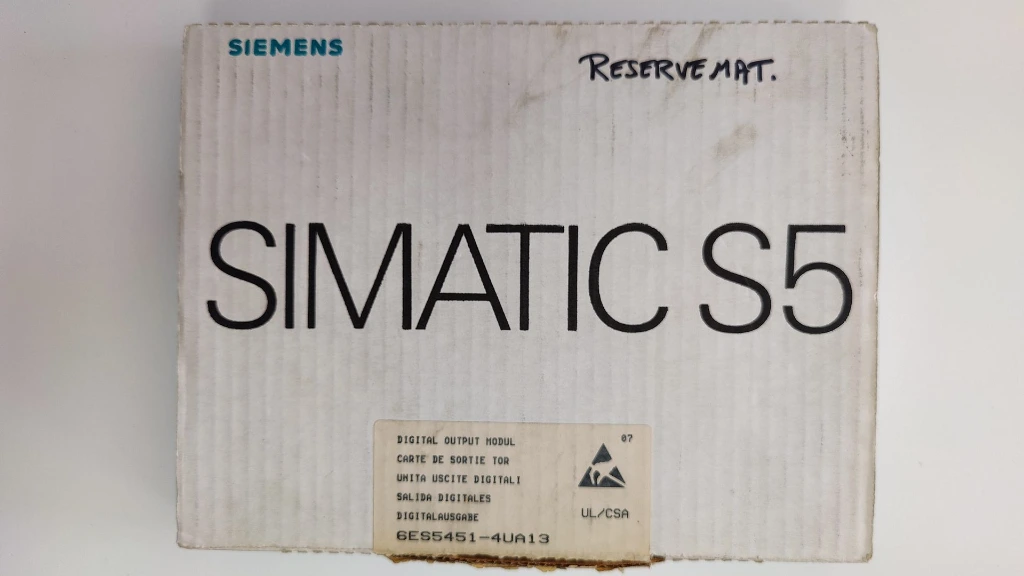 SIEMENS
RESERVE MAT.
SIMATIC S5
DIGITAL OUTPUT MODUL
CARTE DE SORTIE TOR
UNITA USCITE DIGITALI
SALIDA DIGITALES
DIGITALAUSGABE
6ES5451-4UA13
07
UL/CSA